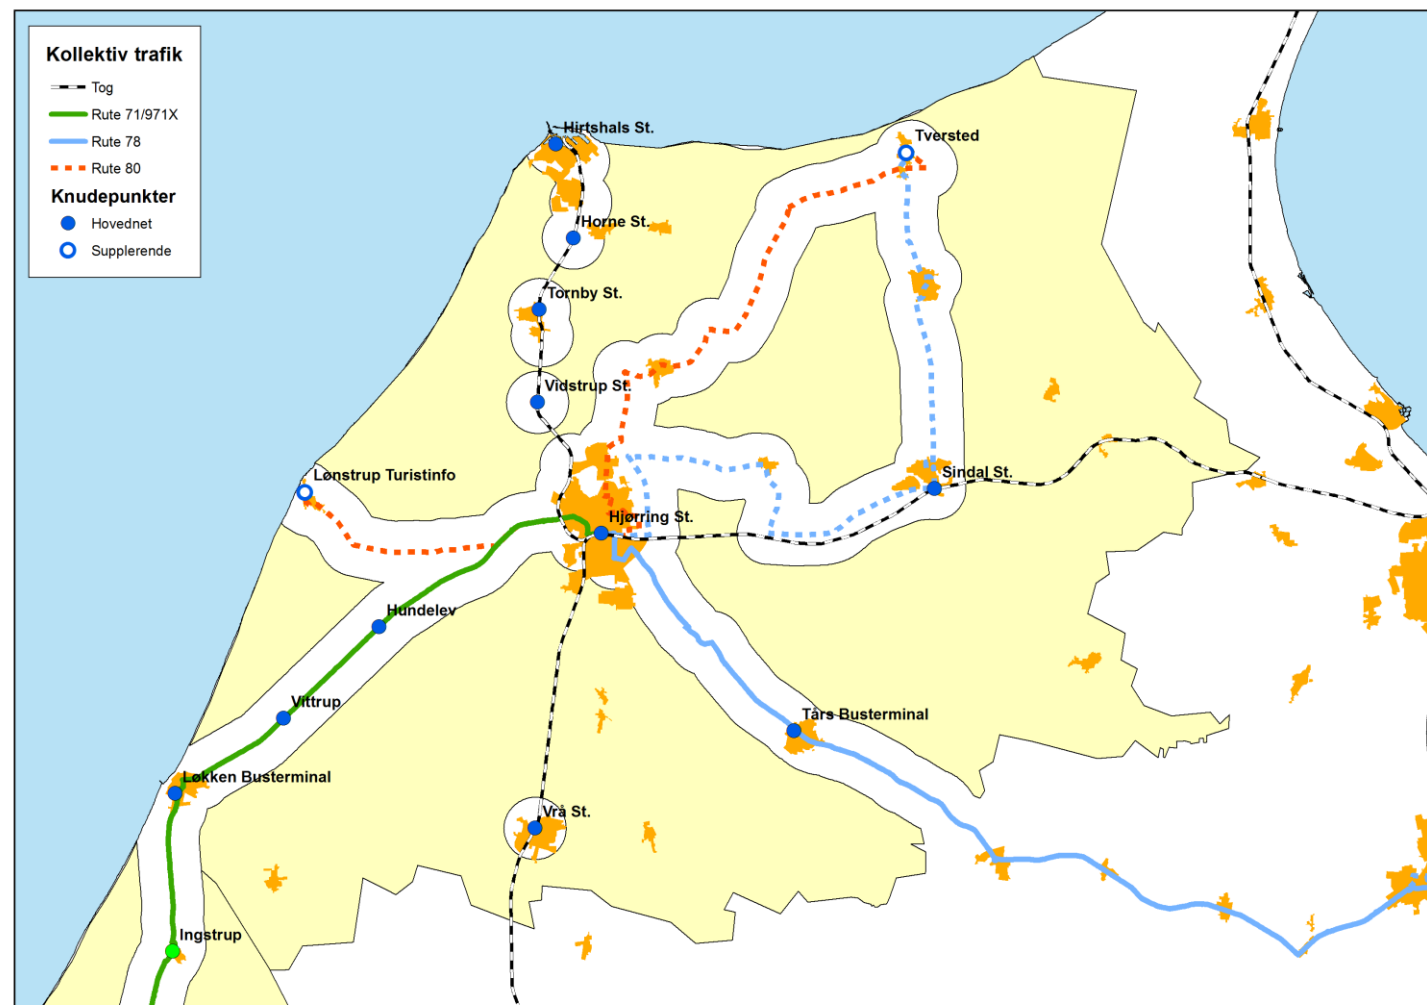 Kollektiv trafik
Tog
Rute 71/971X
Rute 78
Rute 80
Knudepunkter
Hovednet
Supplerende
Hirtshals St.
Tversted
Horne St.
Tornby St.
Vidstrup St.
Lønstrup Turistinfo
Sindal St.
Hjørring St.
Hundelev
Vittrup
Tårs Busterminal
Løkken Busterminal
Vrå St.
Ingstrup